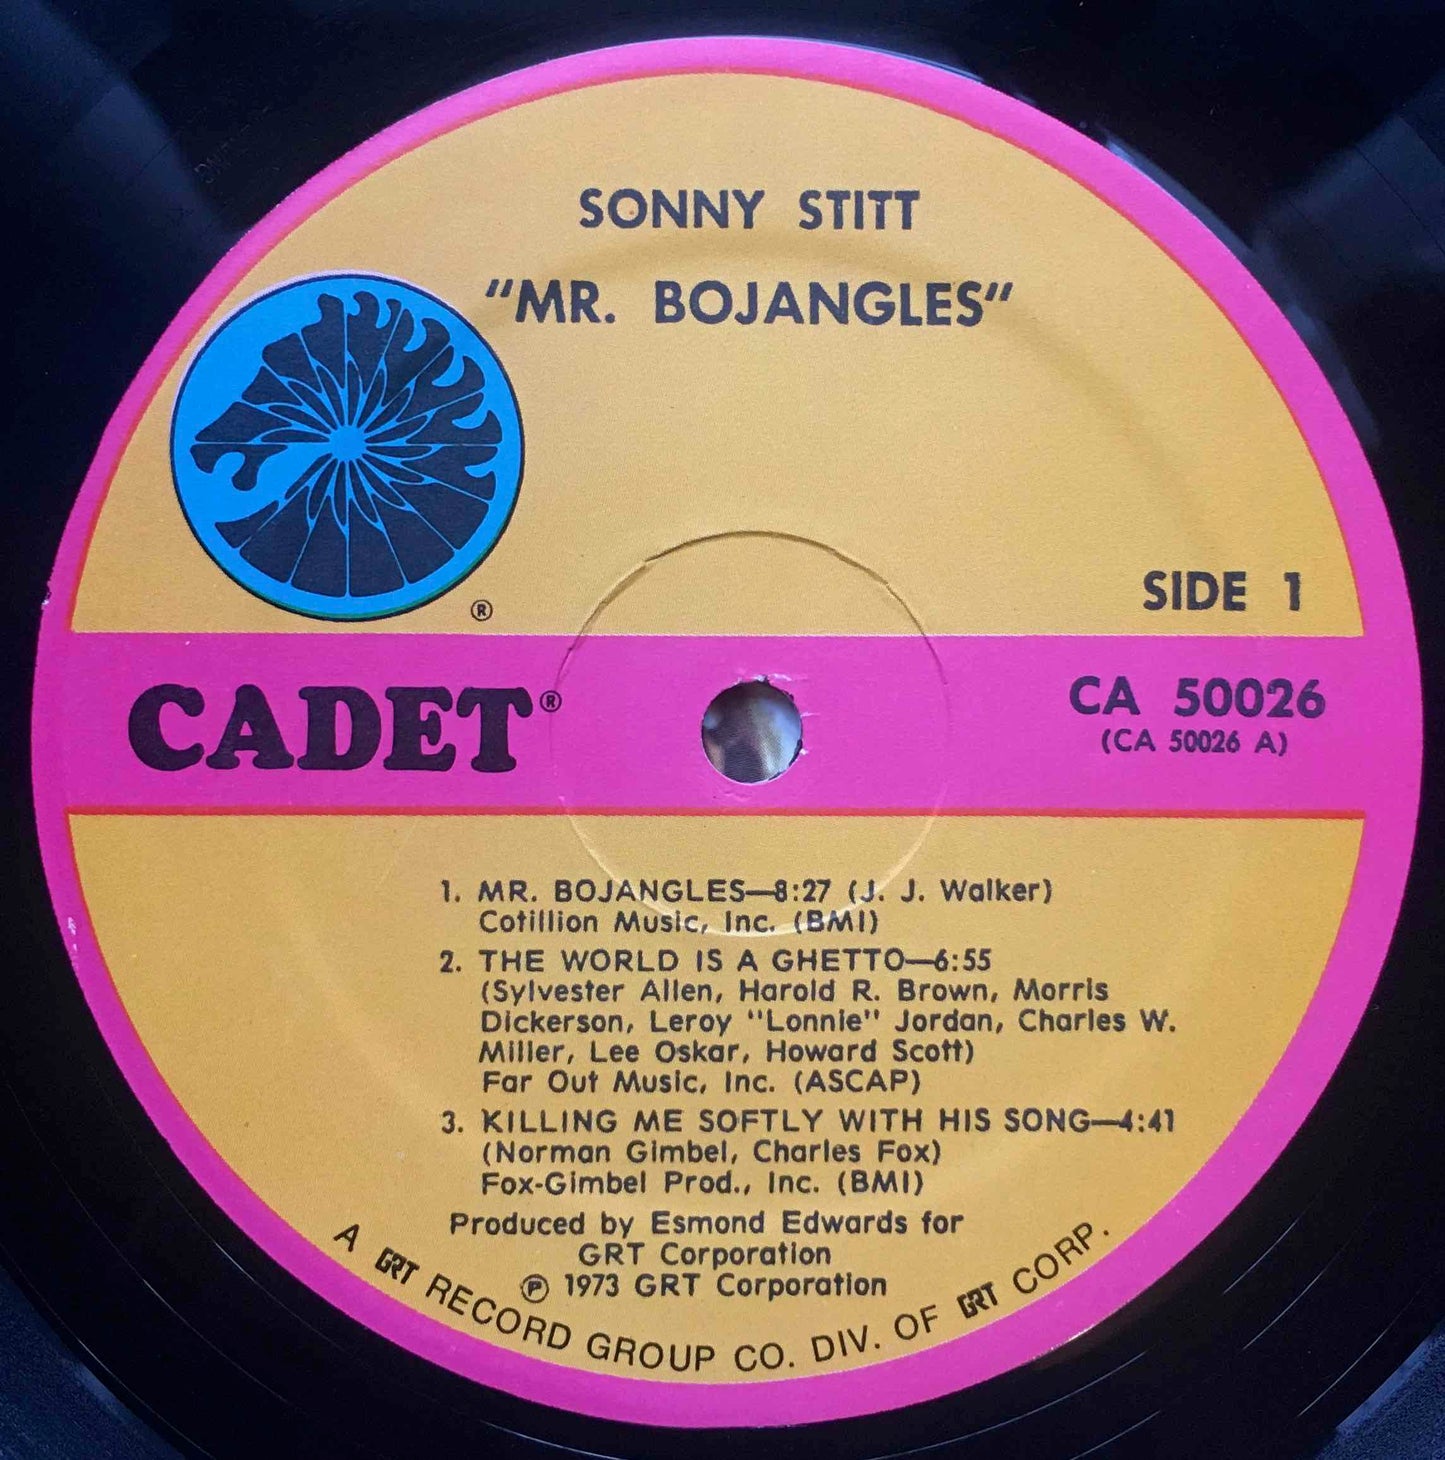 SONNY STITT
"MR. BOJANGLES"
®
SIDE 1
CADET®
CA 50026
(CA 50026 A)
1. MR. BOJANGLES—8:27 (J. J. Walker)
Cotillion Music, Inc. (BMI)
2. THE WORLD IS A GHETTO—6:55
(Sylvester Allen, Harold R. Brown, Morris
Dickerson, Leroy "Lonnie" Jordan, Charles W.
Miller, Lee Oskar, Howard Scott)
Far Out Music, Inc. (ASCAP)
3. KILLING ME SOFTLY WITH HIS SONG—4:41
(Norman Gimbel, Charles Fox)
Fox-Gimbel Prod., Inc. (BMI)
Produced by Esmond Edwards for
GRT Corporation
℗ 1973 GRT Corporation
A GRT RECORD GROUP CO. DIV. OF GRT CORP.